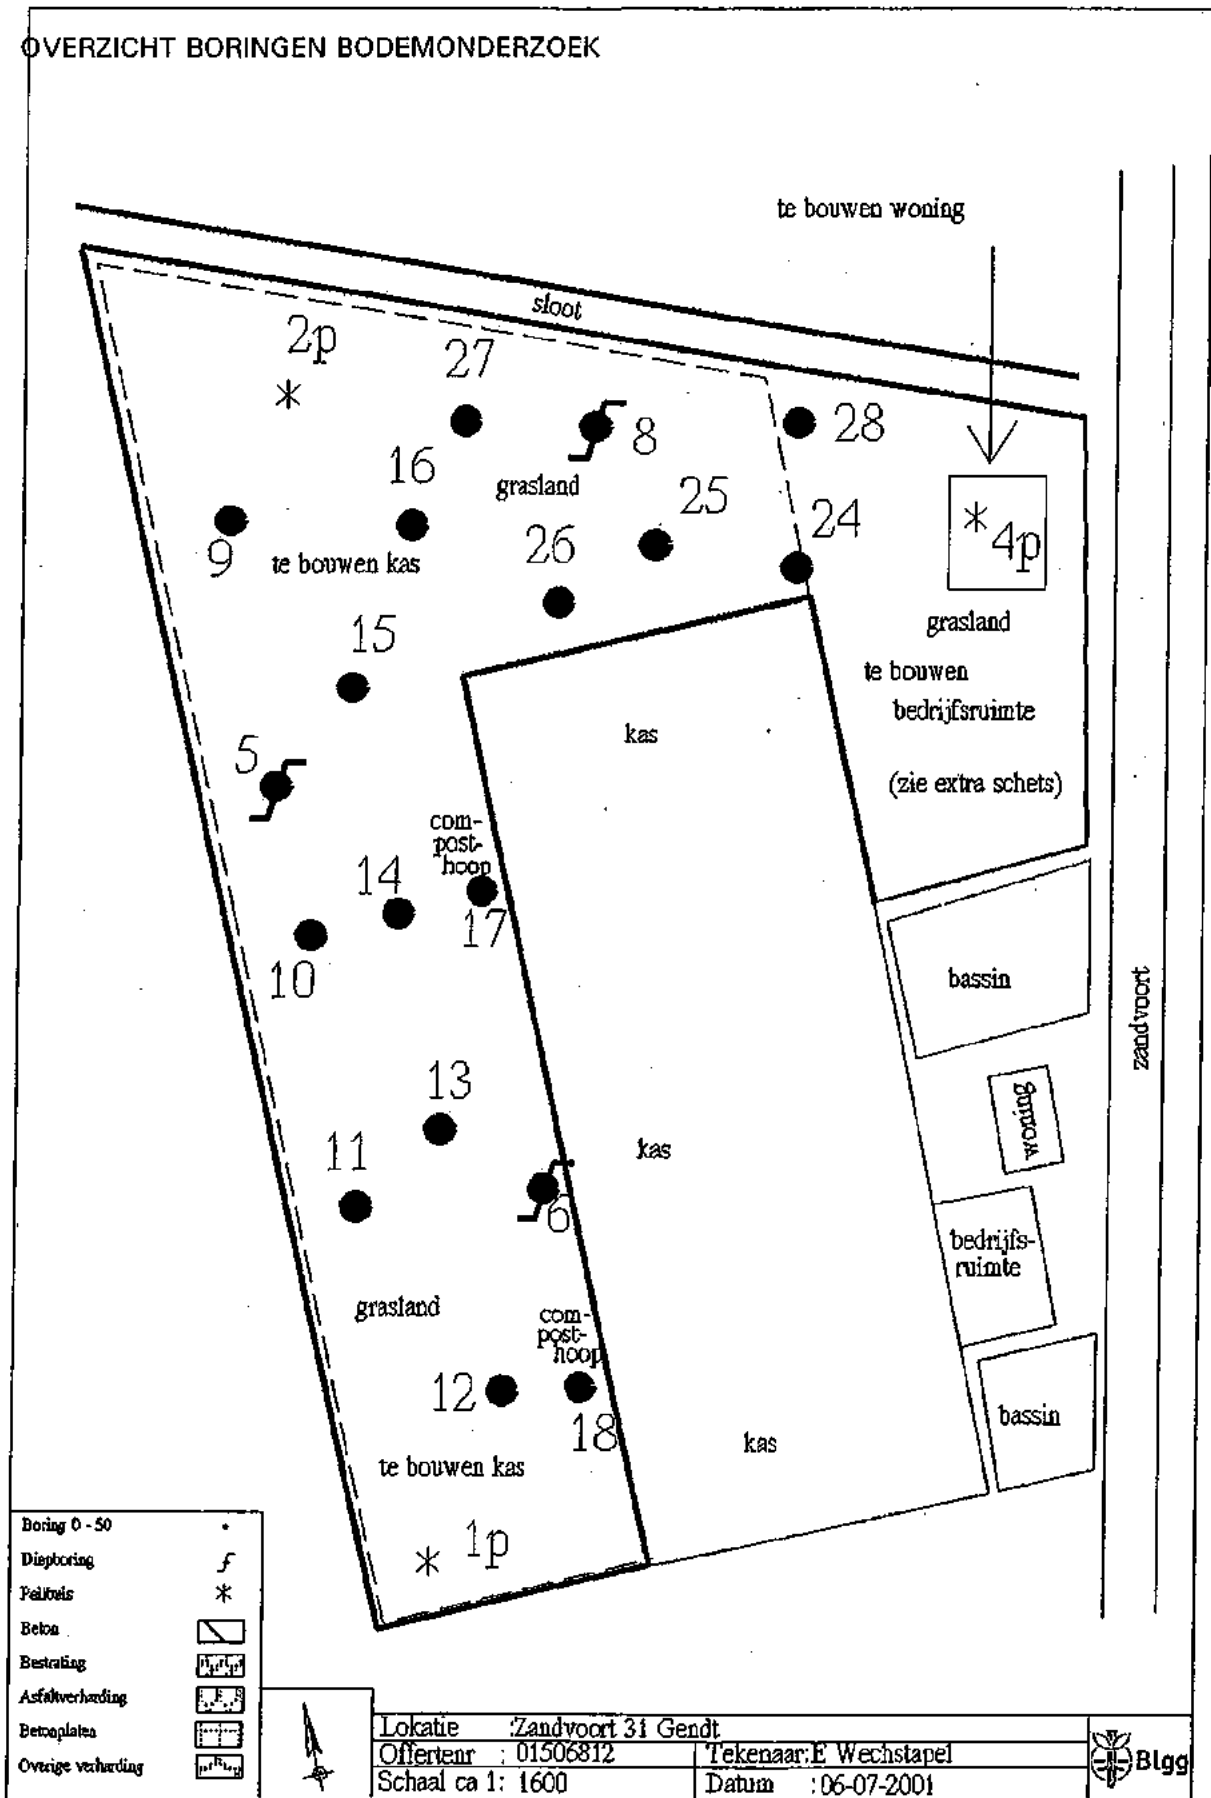 OVERZICHT BORINGEN BODEMONDERZOEK
te bouwen woning
sloot
2p
27
8
28
16
grasland
25
24
9
te bouwen kas
26
4p
15
grasland
te bouwen
bedrijfsruimte
kas
5
(zie extra schets)
com-
post-
hoop
14
17
10
bassin
zandvoort
13
woning
11
kas
6
bedrijfs-
ruimte
grasland
com-
post-
hoop
12
18
bassin
kas
te bouwen kas
1p
Boring 0 - 50
Diepboring
Peilbuis
Beton
Bestrating
Asfaltverharding
Betonplaten
Overige verharding
Lokatie :Zandvoort 31 Gendt
Offertenr : 01506812
Tekenaar:E Wechstapel
Schaal ca 1: 1600
Datum :06-07-2001
Blgg